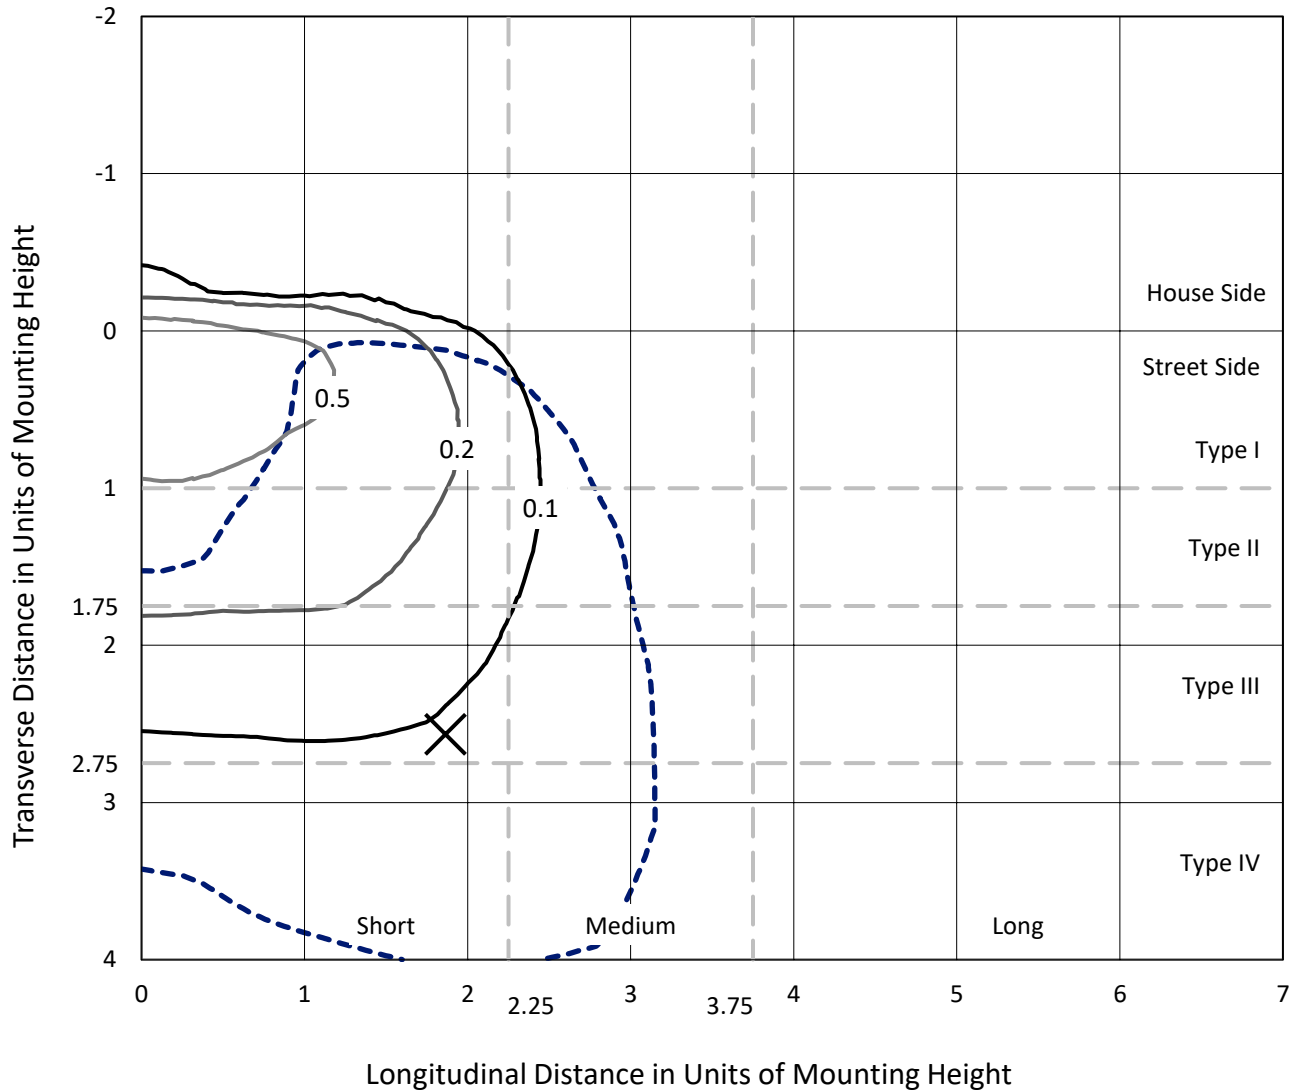 -2
-1
House Side
0
Street Side
0.5
0.2
Type I
1
0.1
Type II
1.75
2
Type III
2.75
3
Type IV
Short Medium Long
4
0 1 2 2.25 3 3.75 4 5 6 7
Transverse Distance in Units of Mounting Height
Longitudinal Distance in Units of Mounting Height